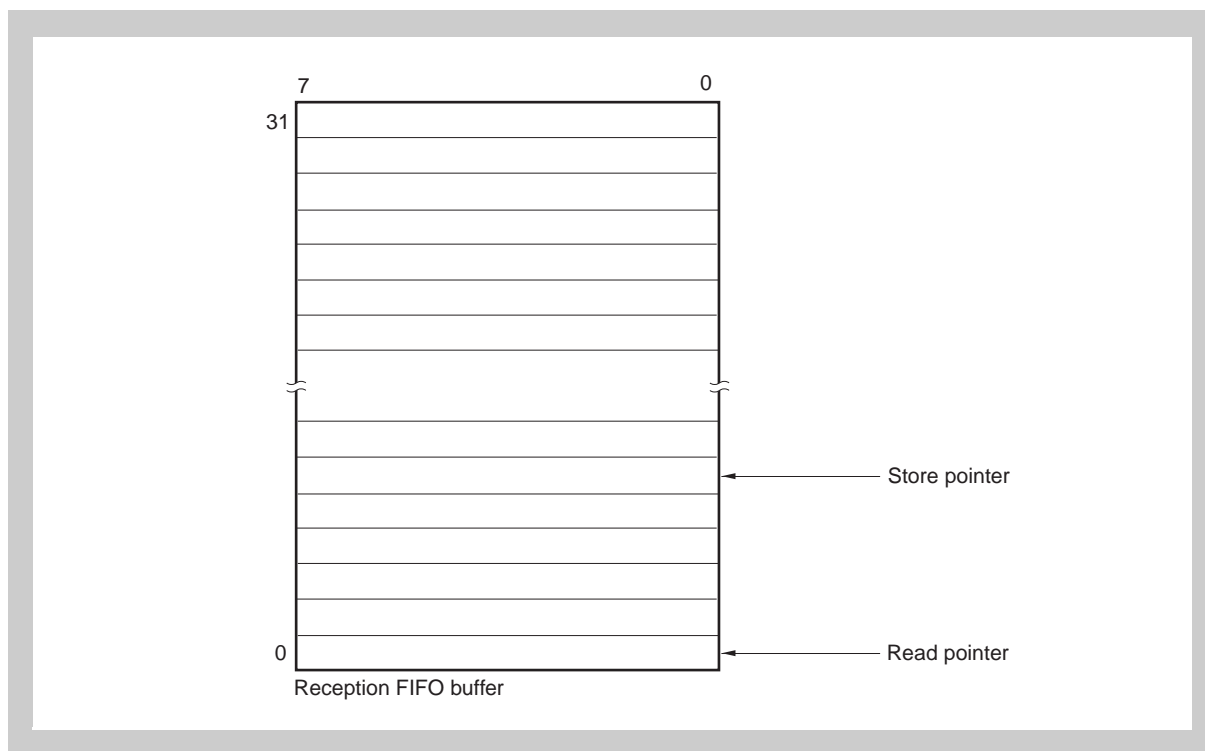 7 0
31
Store pointer
0
Read pointer
Reception FIFO buffer